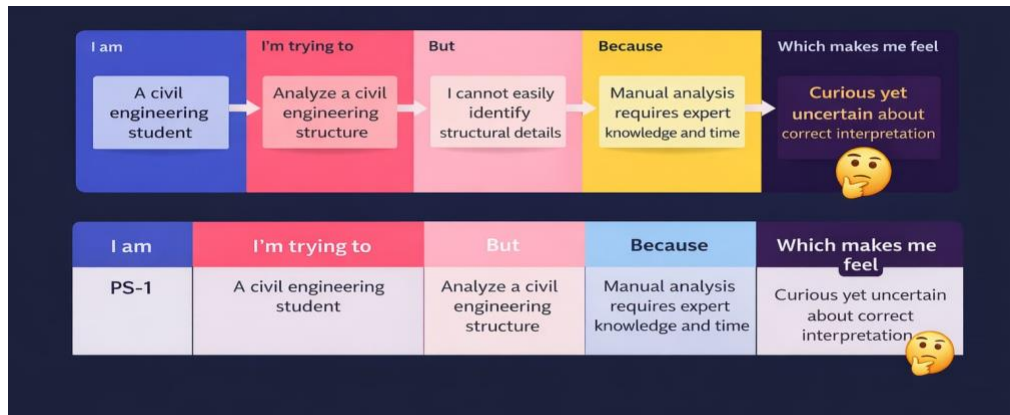 I am
I'm trying to
But
Because
Which makes me feel
A civil
engineering
student
Analyze a civil
engineering
structure
I cannot easily
identify
structural details
Manual analysis
requires expert
knowledge and time
Curious yet
uncertain about
correct interpretation
I am
I'm trying to
But
Because
Which makes me
feel
PS-1
A civil engineering
student
Analyze a civil
engineering
structure
Manual analysis
requires expert
knowledge and time
Curious yet uncertain
about correct
interpretation